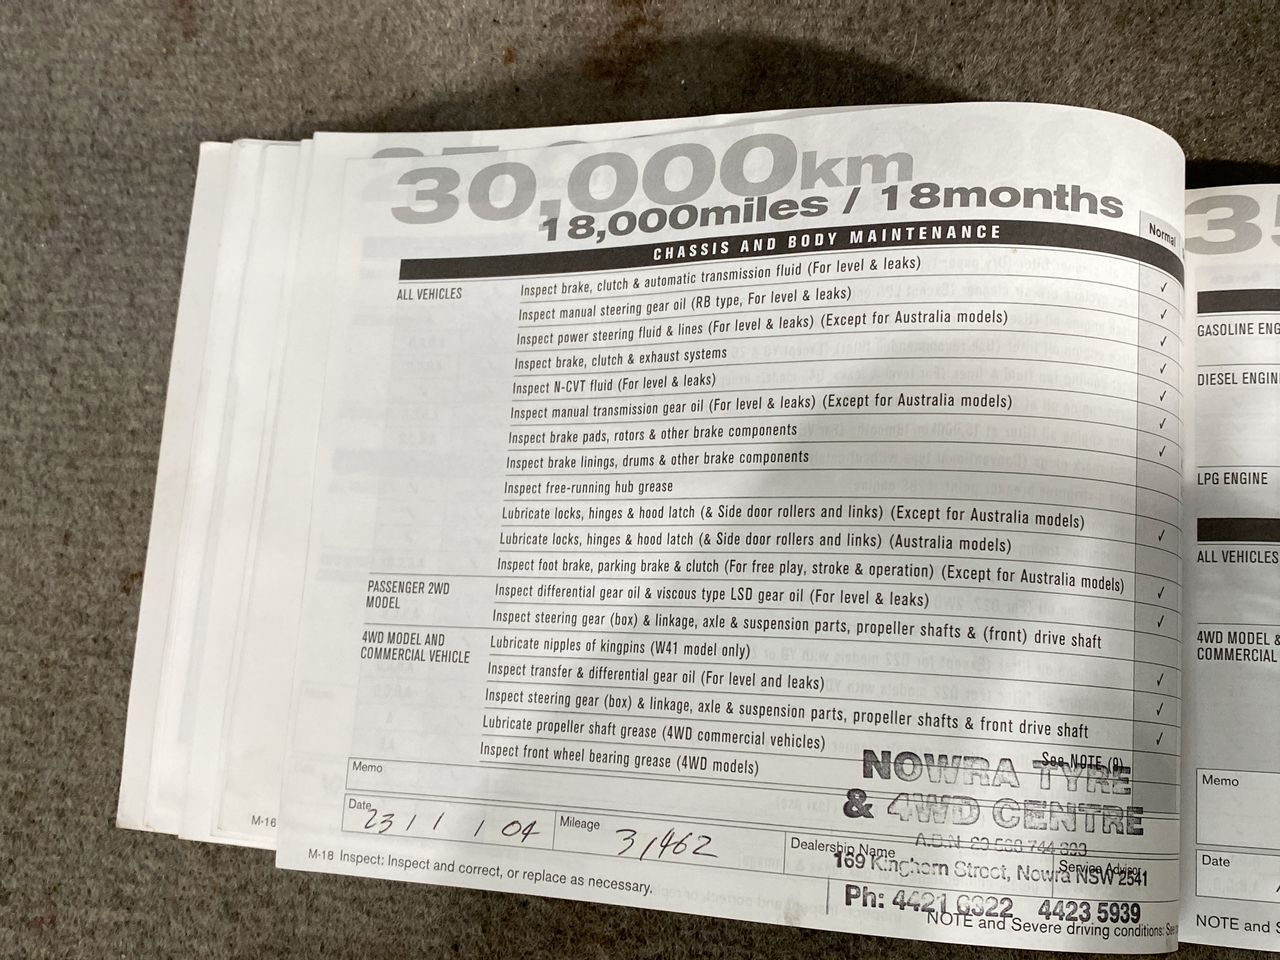 30,000km
18,000miles / 18months
CHASSIS AND BODY MAINTENANCE
Normal
ALL VEHICLES
Inspect brake, clutch & automatic transmission fluid (For level & leaks) ✓
Inspect manual steering gear oil (RB type, For level & leaks) ✓
Inspect power steering fluid & lines (For level & leaks) (Except for Australia models) ✓
Inspect brake, clutch & exhaust systems ✓
Inspect N-CVT fluid (For level & leaks) ✓
Inspect manual transmission gear oil (For level & leaks) (Except for Australia models) ✓
Inspect brake pads, rotors & other brake components ✓
Inspect brake linings, drums & other brake components
Inspect free-running hub grease
Lubricate locks, hinges & hood latch (& Side door rollers and links) (Except for Australia models) ✓
Lubricate locks, hinges & hood latch (& Side door rollers and links) (Australia models)
Inspect foot brake, parking brake & clutch (For free play, stroke & operation) (Except for Australia models) ✓
PASSENGER 2WD
MODEL
Inspect differential gear oil & viscous type LSD gear oil (For level & leaks) ✓
Inspect steering gear (box) & linkage, axle & suspension parts, propeller shafts & (front) drive shaft
4WD MODEL AND
COMMERCIAL VEHICLE
Lubricate nipples of kingpins (W41 model only) ✓
Inspect transfer & differential gear oil (For level and leaks) ✓
Inspect steering gear (box) & linkage, axle & suspension parts, propeller shafts & front drive shaft ✓
Lubricate propeller shaft grease (4WD commercial vehicles)
Inspect front wheel bearing grease (4WD models)
See NOTE (9)
Memo
NOWRA TYRE
& 4WD CENTRE
A.B.N
169 Kinghorn Street, Nowra NSW 2541
Ph: 4421 0322 4423 5939
Date 23/1/04
Mileage 31462
Dealership Name
Service Advisor
M-18 Inspect: Inspect and correct, or replace as necessary.
NOTE and Severe driving conditions: See
M-16
35
GASOLINE ENG
DIESEL ENGIN
LPG ENGINE
ALL VEHICLES
4WD MODEL &
COMMERCIAL
Memo
Date
NOTE and S